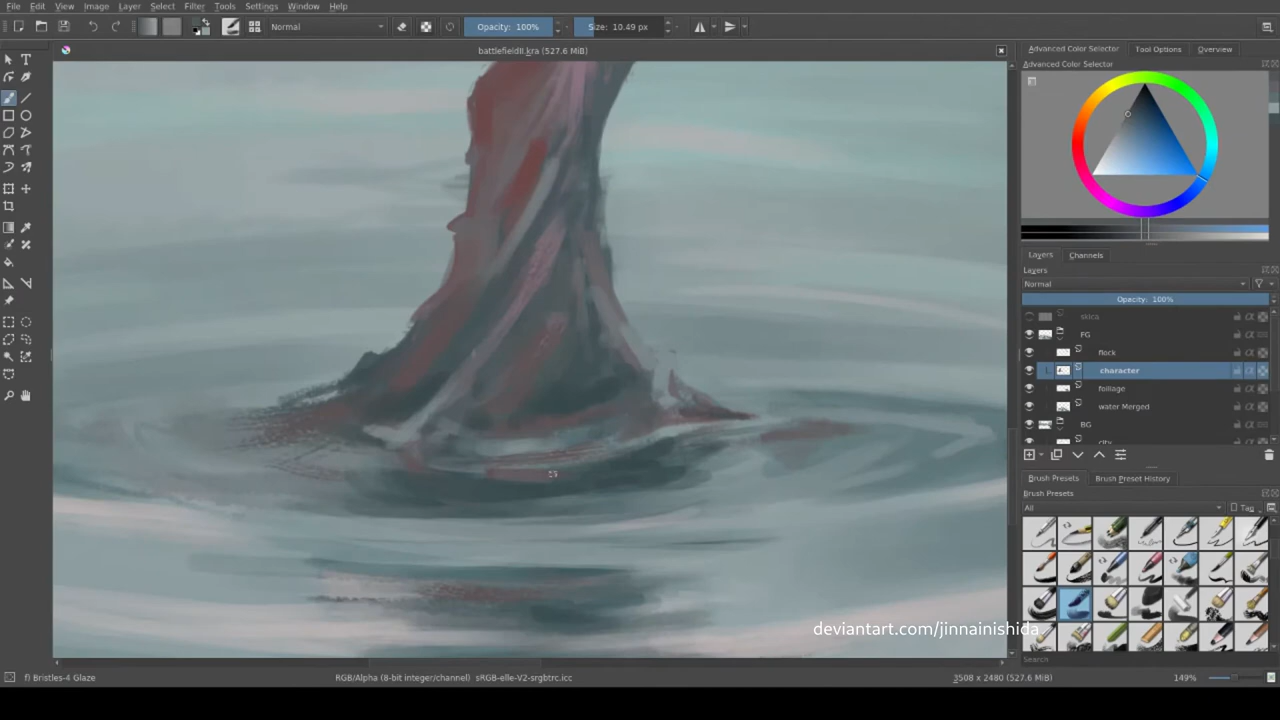 File Edit View Image Layer Select Filter Tools Settings Window Help
Normal Opacity: 100% Size: 10.49 px
battlefieldII.kra (527.6 MiB)
Advanced Color Selector Tool Options Overview
Advanced Color Selector
Layers Channels
Layers
Normal
Opacity: 100%
skica
FG
flock
character
foliage
water Merged
BG
city
Brush Presets Brush Preset History
Brush Presets
All Tag
deviantart.com/jinnainishida
Search
f) Bristles-4 Glaze RGB/Alpha (8-bit integer/channel) sRGB-elle-V2-srgbtrc.icc 3508 x 2480 (527.6 MiB) 149%